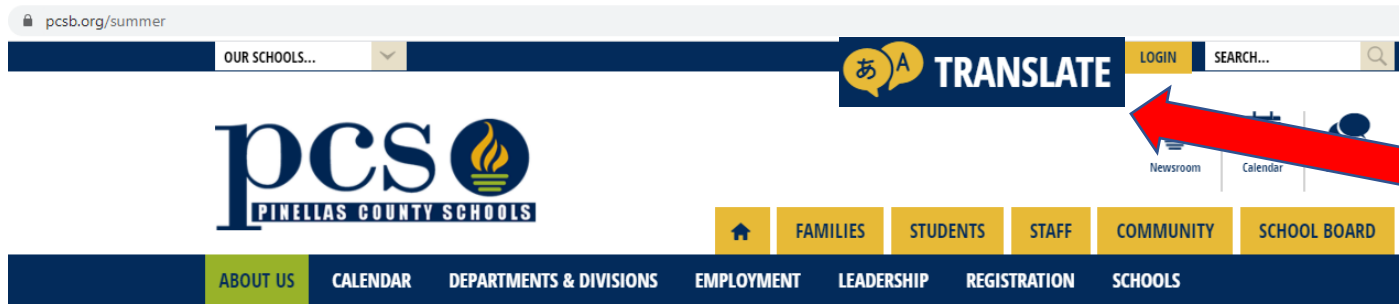 pcsb.org/summer
OUR SCHOOLS...
あ A TRANSLATE
LOGIN
SEARCH...
pcs
PINELLAS COUNTY SCHOOLS
Newsroom
Calendar
FAMILIES STUDENTS STAFF COMMUNITY SCHOOL BOARD
ABOUT US CALENDAR DEPARTMENTS & DIVISIONS EMPLOYMENT LEADERSHIP REGISTRATION SCHOOLS